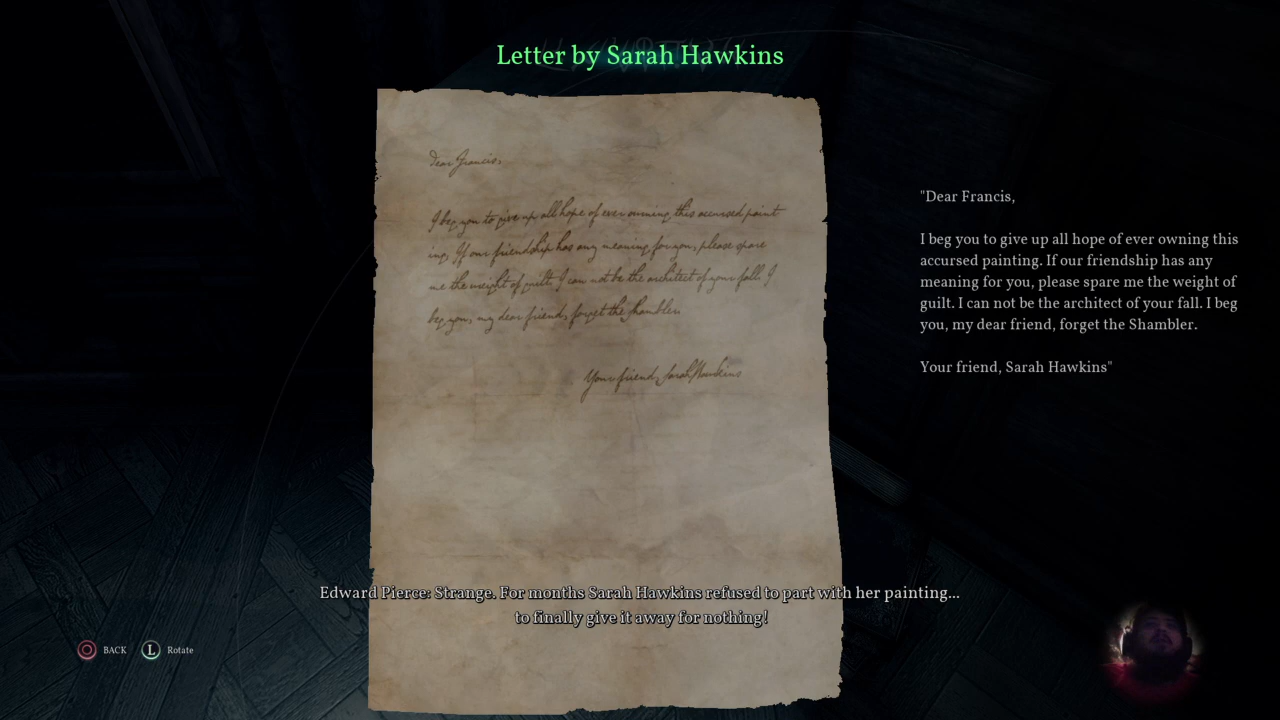 Letter by Sarah Hawkins
Dear Francis,
I beg you to give up all hope of ever owning this accursed paint
ing. If our friendship has any meaning for you, please spare
me the weight of guilt. I can not be the architect of your fall. I
beg you, my dear friend, forget the Shambler.
Your friend, Sarah Hawkins
"Dear Francis,
I beg you to give up all hope of ever owning this
accursed painting. If our friendship has any
meaning for you, please spare me the weight of
guilt. I can not be the architect of your fall. I beg
you, my dear friend, forget the Shambler.
Your friend, Sarah Hawkins"
Edward Pierce: Strange. For months Sarah Hawkins refused to part with her painting...
to finally give it away for nothing!
BACK
L
Rotate